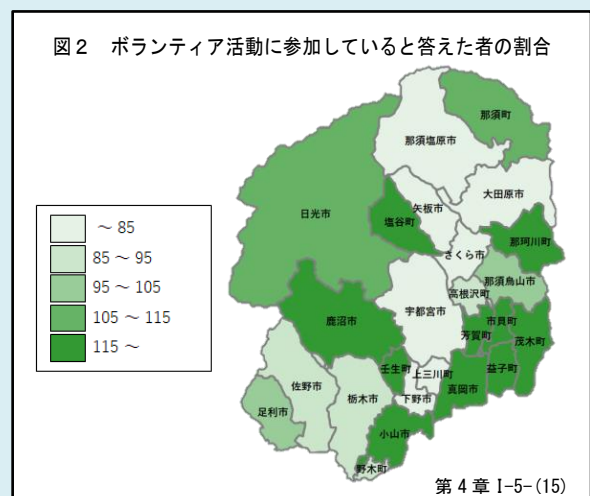 図2 ボランティア活動に参加していると答えた者の割合
那須町
那須塩原市
大田原市
矢板市
日光市
塩谷町
那珂川町
さくら市
那須烏山市
高根沢町
宇都宮市
鹿沼市
市貝町
芳賀町
茂木町
壬生町
上三川町
益子町
真岡市
下野市
佐野市
栃木市
足利市
小山市
野木町
~ 85
85 ~ 95
95 ~ 105
105 ~ 115
115 ~
第4章 I-5-(15)